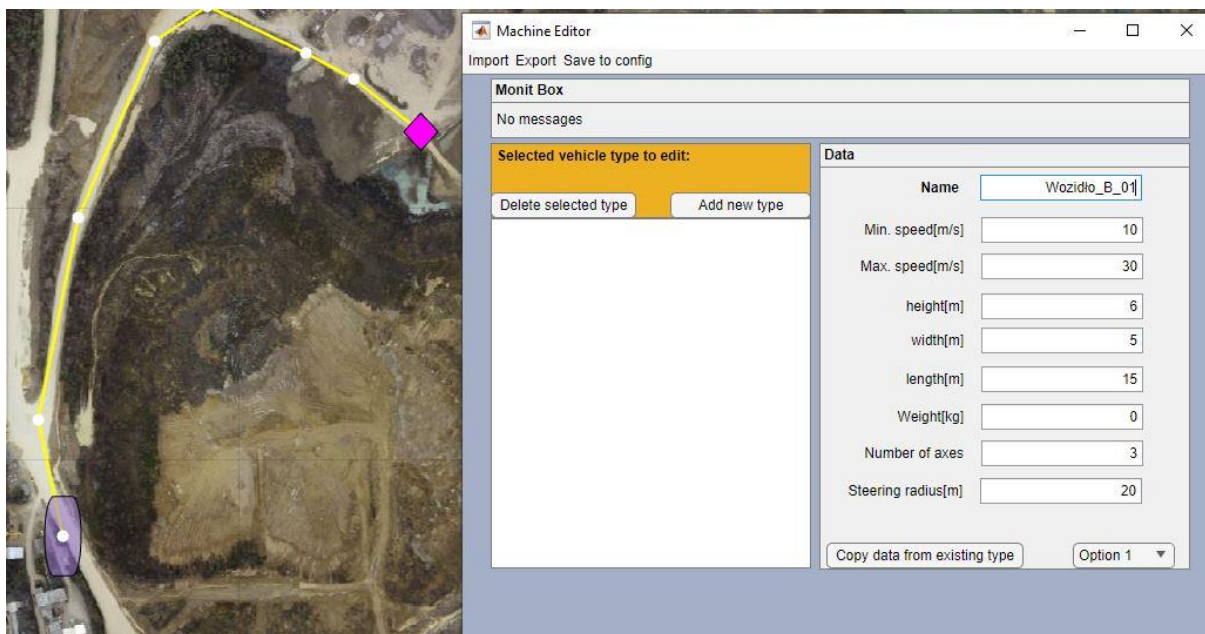 Machine Editor
Import Export Save to config
Monit Box
No messages
Selected vehicle type to edit:
Delete selected type
Add new type
Data
Name Wozidło_B_01
Min. speed[m/s] 10
Max. speed[m/s] 30
height[m] 6
width[m] 5
length[m] 15
Weight[kg] 0
Number of axes 3
Steering radius[m] 20
Copy data from existing type
Option 1